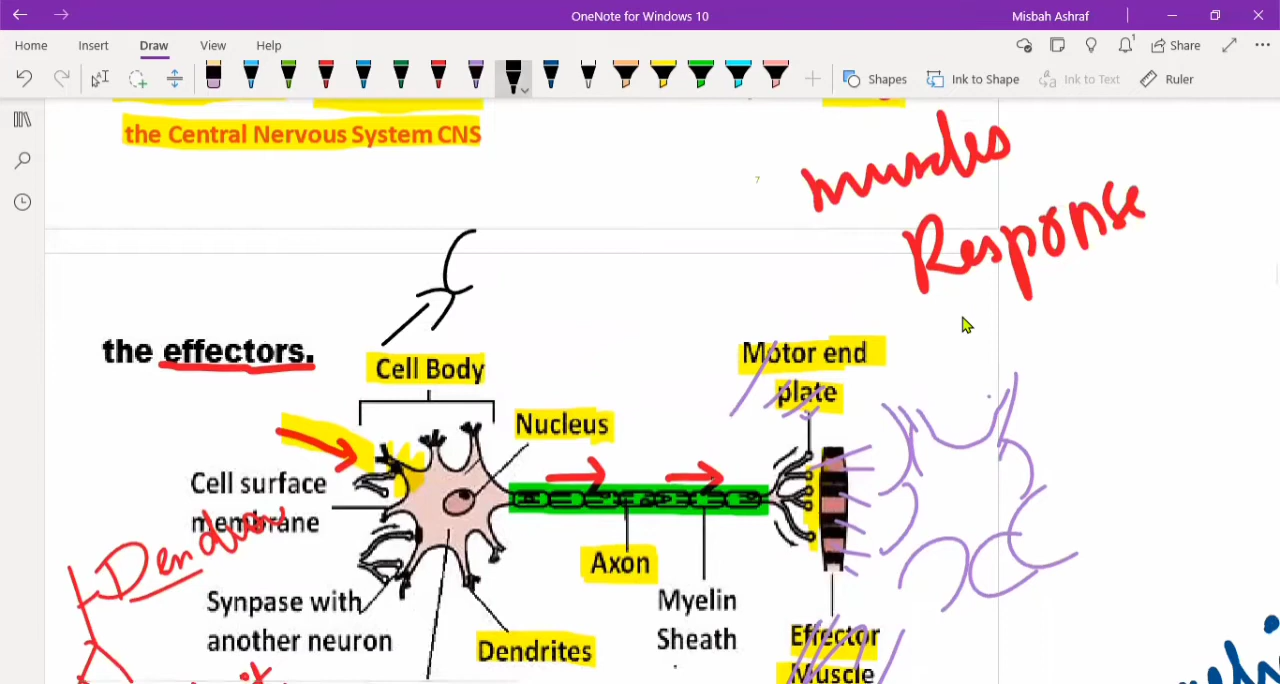 OneNote for Windows 10
Misbah Ashraf
Home Insert Draw View Help
Share
Shapes Ink to Shape Ink to Text Ruler
the Central Nervous System CNS
7
muscles
Response
the effectors.
Cell Body
Motor end
plate
Nucleus
Cell surface
membrane
Axon
Synpase with
another neuron
Myelin
Sheath
Dendrites
Effector
Muscle